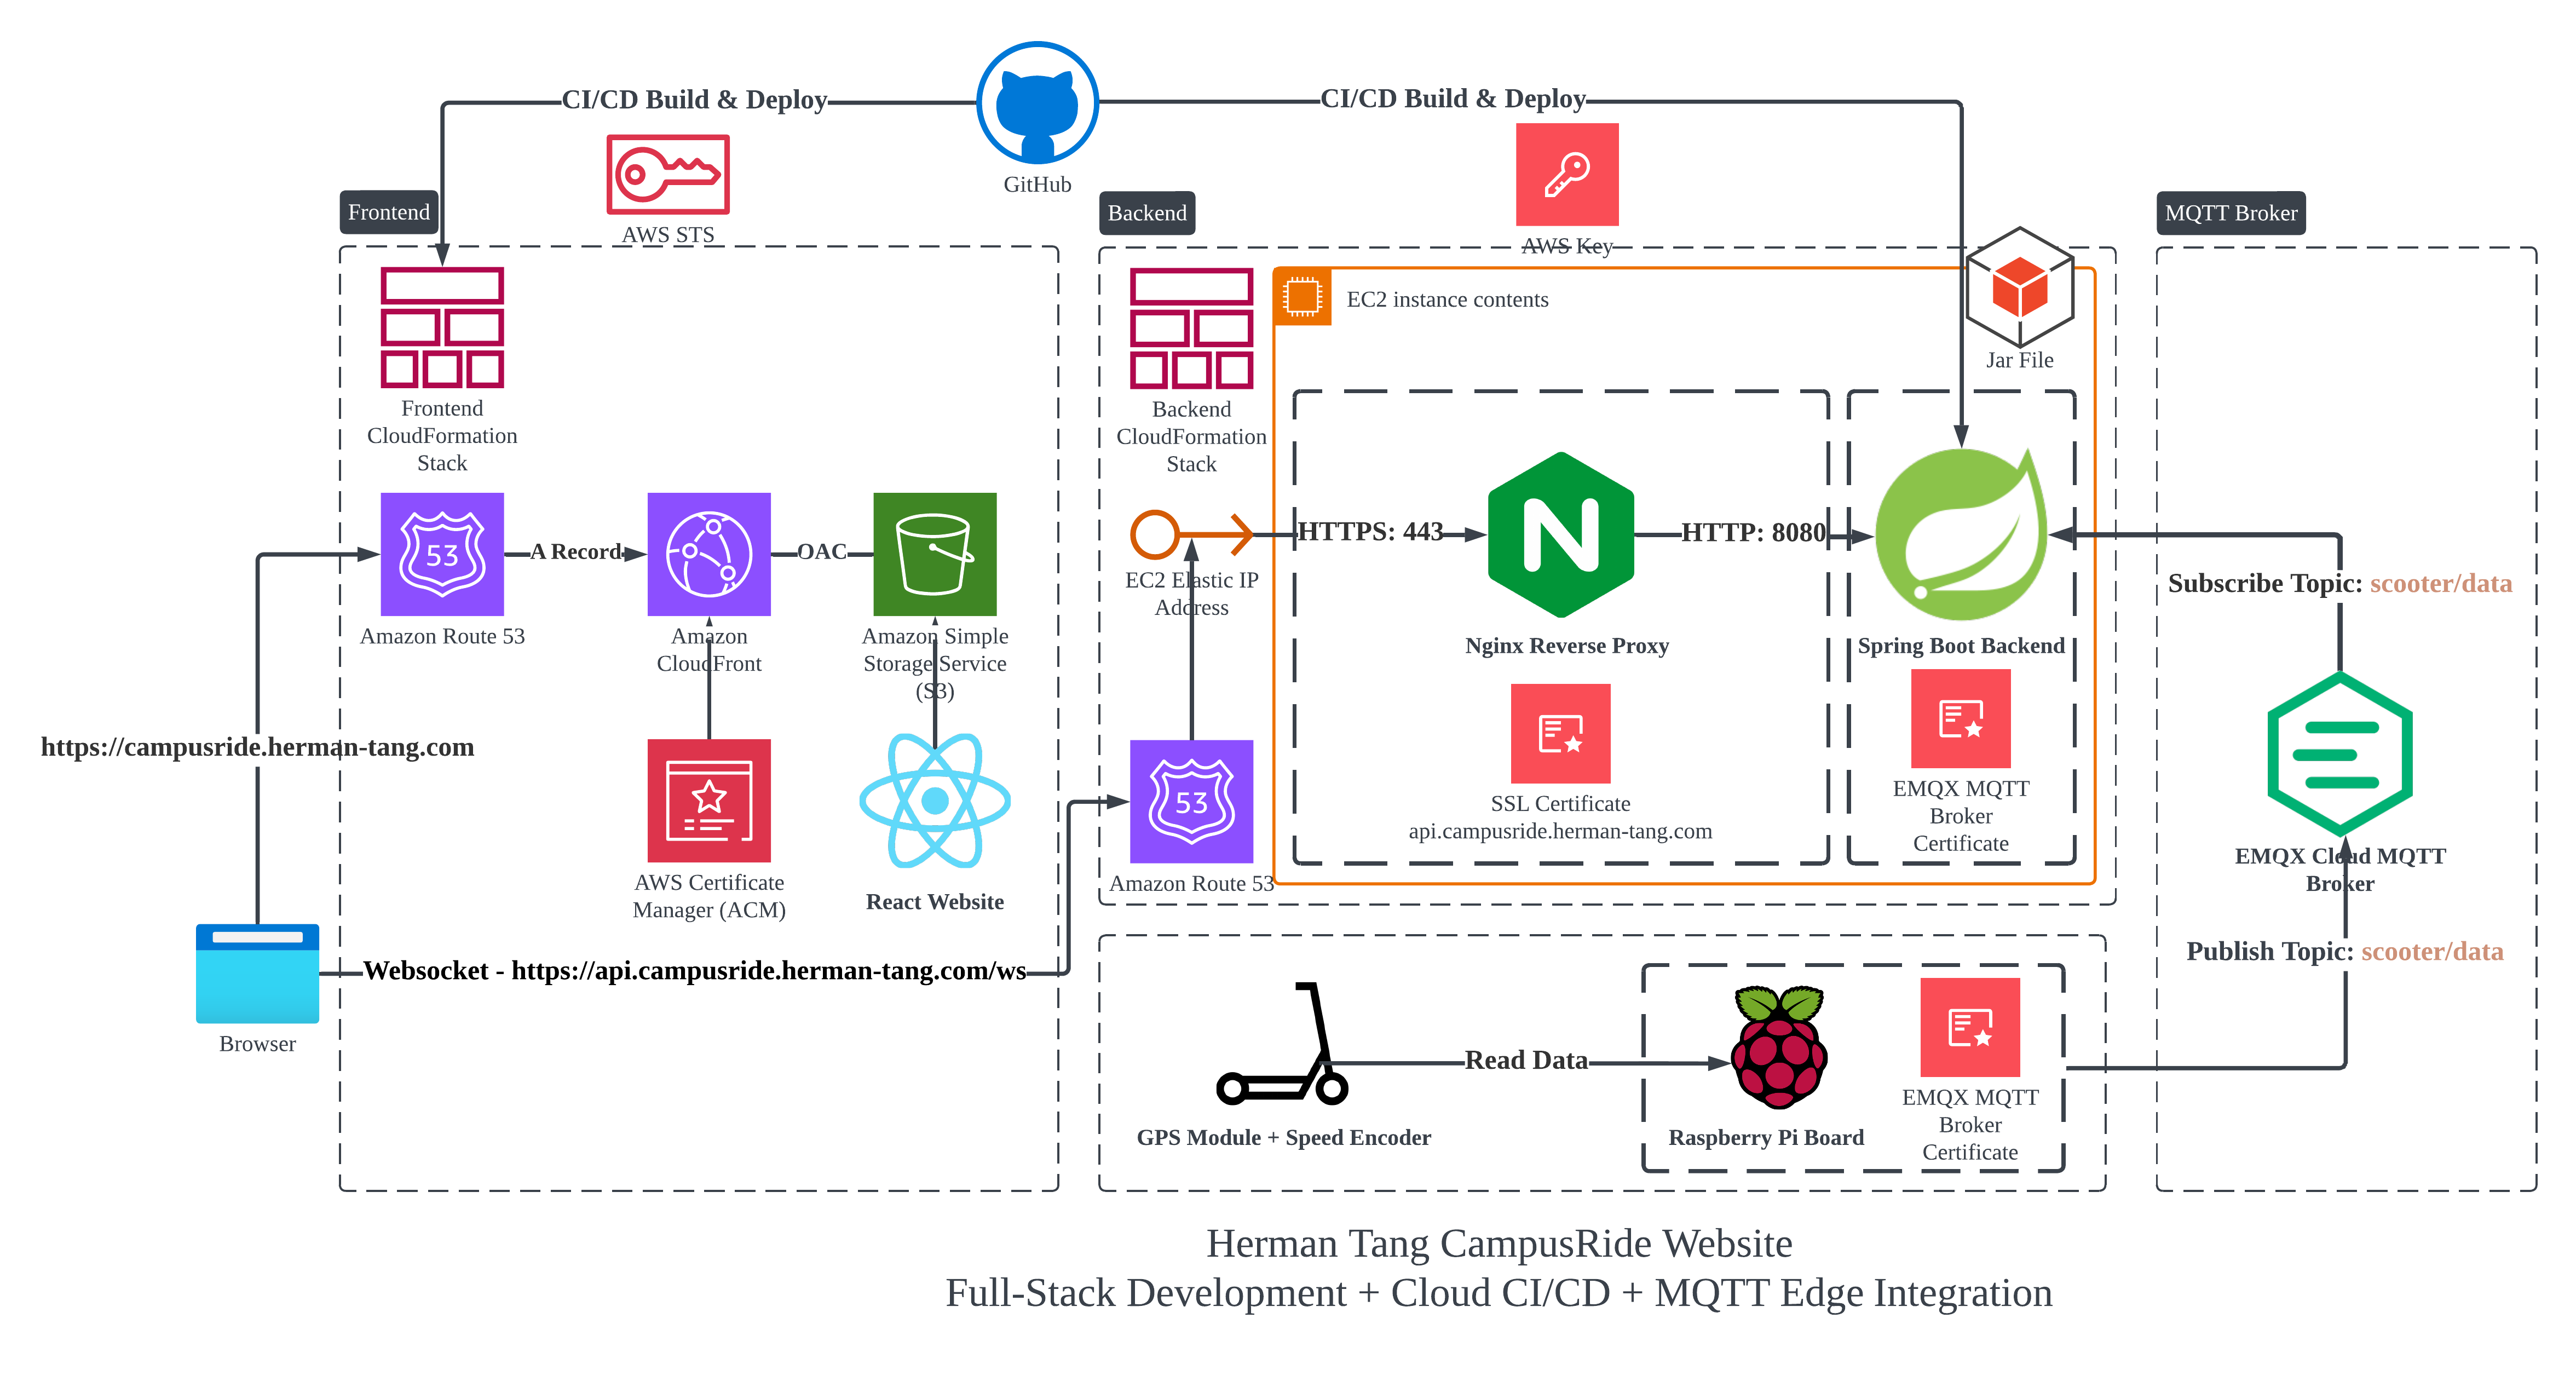 CI/CD Build & Deploy
CI/CD Build & Deploy
GitHub
AWS STS
AWS Key
Frontend
Backend
MQTT Broker
EC2 instance contents
Jar File
Frontend
CloudFormation
Stack
Backend
CloudFormation
Stack
53
A Record
OAC
Amazon Route 53
Amazon
CloudFront
Amazon Simple
Storage Service
(S3)
EC2 Elastic IP
Address
HTTPS: 443
HTTP: 8080
Nginx Reverse Proxy
Spring Boot Backend
Subscribe Topic: scooter/data
https://campusride.herman-tang.com
AWS Certificate
Manager (ACM)
React Website
53
Amazon Route 53
SSL Certificate
api.campusride.herman-tang.com
EMQX MQTT
Broker
Certificate
EMQX Cloud MQTT
Broker
Publish Topic: scooter/data
Browser
Websocket - https://api.campusride.herman-tang.com/ws
Read Data
GPS Module + Speed Encoder
Raspberry Pi Board
EMQX MQTT
Broker
Certificate
Herman Tang CampusRide Website
Full-Stack Development + Cloud CI/CD + MQTT Edge Integration